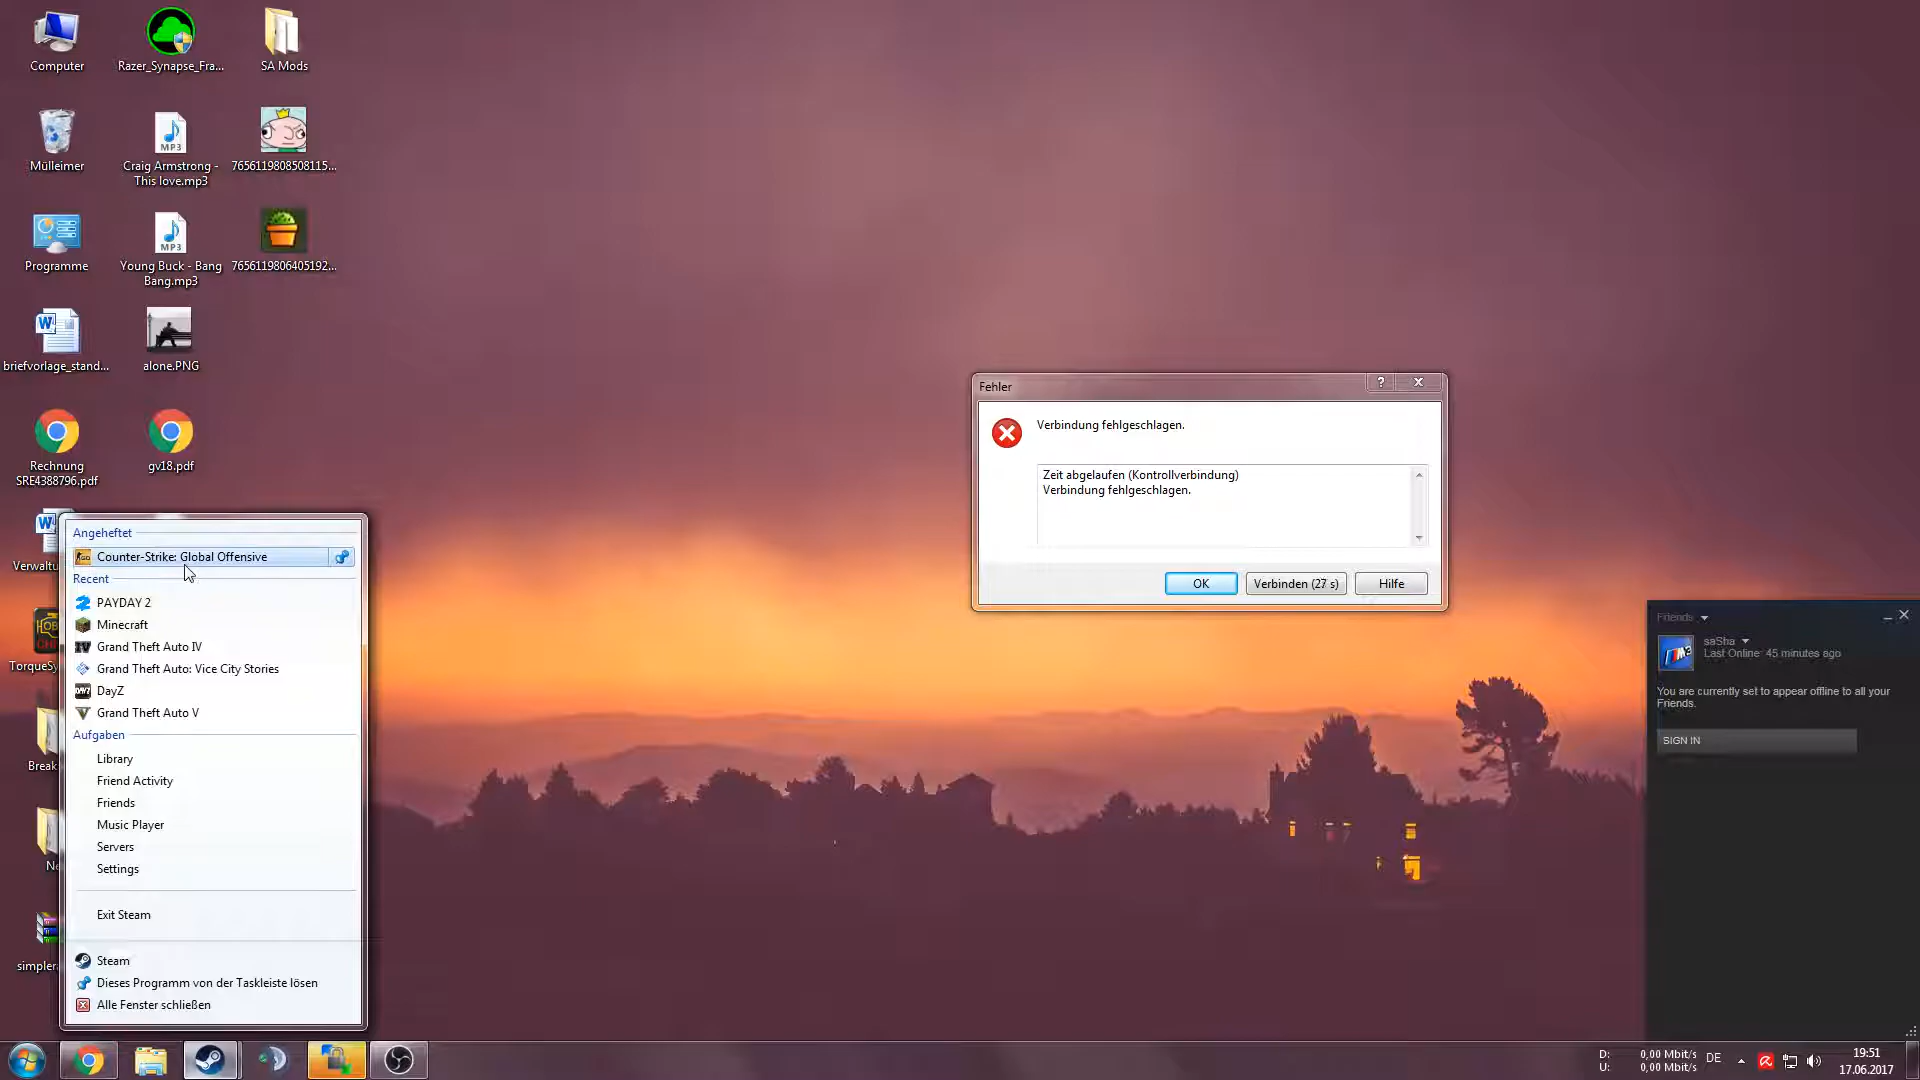 Computer
Razer_Synapse_Fra...
SA Mods
Mülleimer
Craig Armstrong -
This love.mp3
7656119808508115...
Programme
Young Buck - Bang
Bang.mp3
7656119806405192...
briefvorlage_stand...
alone.PNG
Rechnung
SRE4388796.pdf
gv18.pdf
Verwaltu
TorqueSy
Break
Ne
simplera
Angeheftet
Counter-Strike: Global Offensive
Recent
PAYDAY 2
Minecraft
Grand Theft Auto IV
Grand Theft Auto: Vice City Stories
DayZ
Grand Theft Auto V
Aufgaben
Library
Friend Activity
Friends
Music Player
Servers
Settings
Exit Steam
Steam
Dieses Programm von der Taskleiste lösen
Alle Fenster schließen
Fehler
Verbindung fehlgeschlagen.
Zeit abgelaufen (Kontrollverbindung)
Verbindung fehlgeschlagen.
OK
Verbinden (27 s)
Hilfe
Friends
saSha
Last Online: 45 minutes ago
You are currently set to appear offline to all your
Friends.
SIGN IN
D: 0,00 Mbit/s
U: 0,00 Mbit/s
DE
19:51
17.06.2017